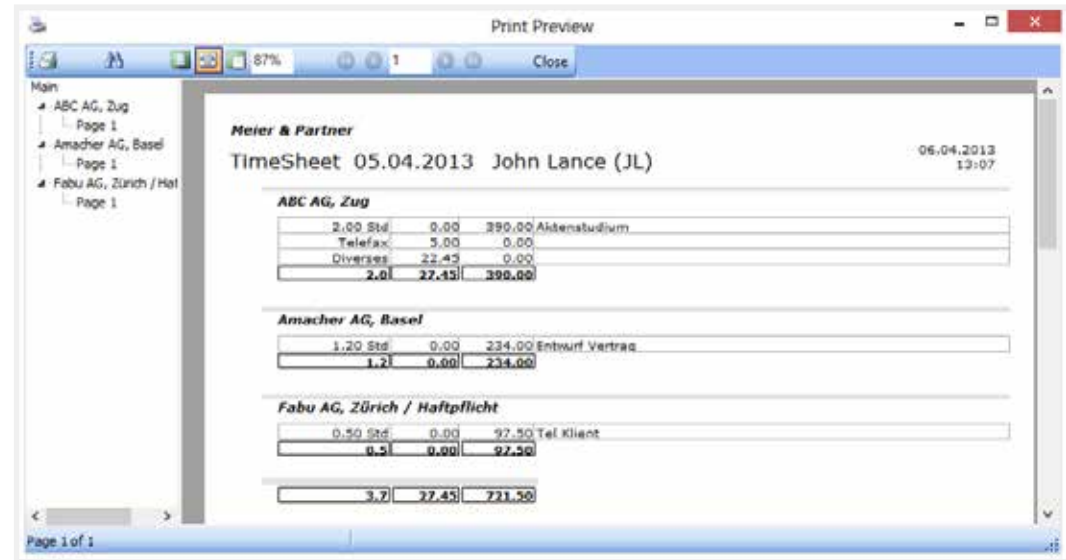 Print Preview
87% 1 Close
Main
ABC AG, Zug
Page 1
Amacher AG, Basel
Page 1
Fabu AG, Zürich / Haf
Page 1
Meier & Partner
TimeSheet 05.04.2013 John Lance (JL)
06.04.2013
13:07
ABC AG, Zug
2.00 Std 0.00 390.00 Aktenstudium
Telefax 5.00 0.00
Diverses 22.45 0.00
2.0 27.45 390.00
Amacher AG, Basel
1.20 Std 0.00 234.00 Entwurf Vertrag
1.2 0.00 234.00
Fabu AG, Zürich / Haftpflicht
0.50 Std 0.00 97.50 Tel Klient
0.5 0.00 97.50
3.7 27.45 721.50
Page 1 of 1